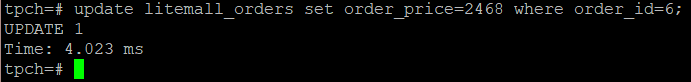 tpch=# update litemall_orders set order_price=2468 where order_id=6;
UPDATE 1
Time: 4.023 ms
tpch=#